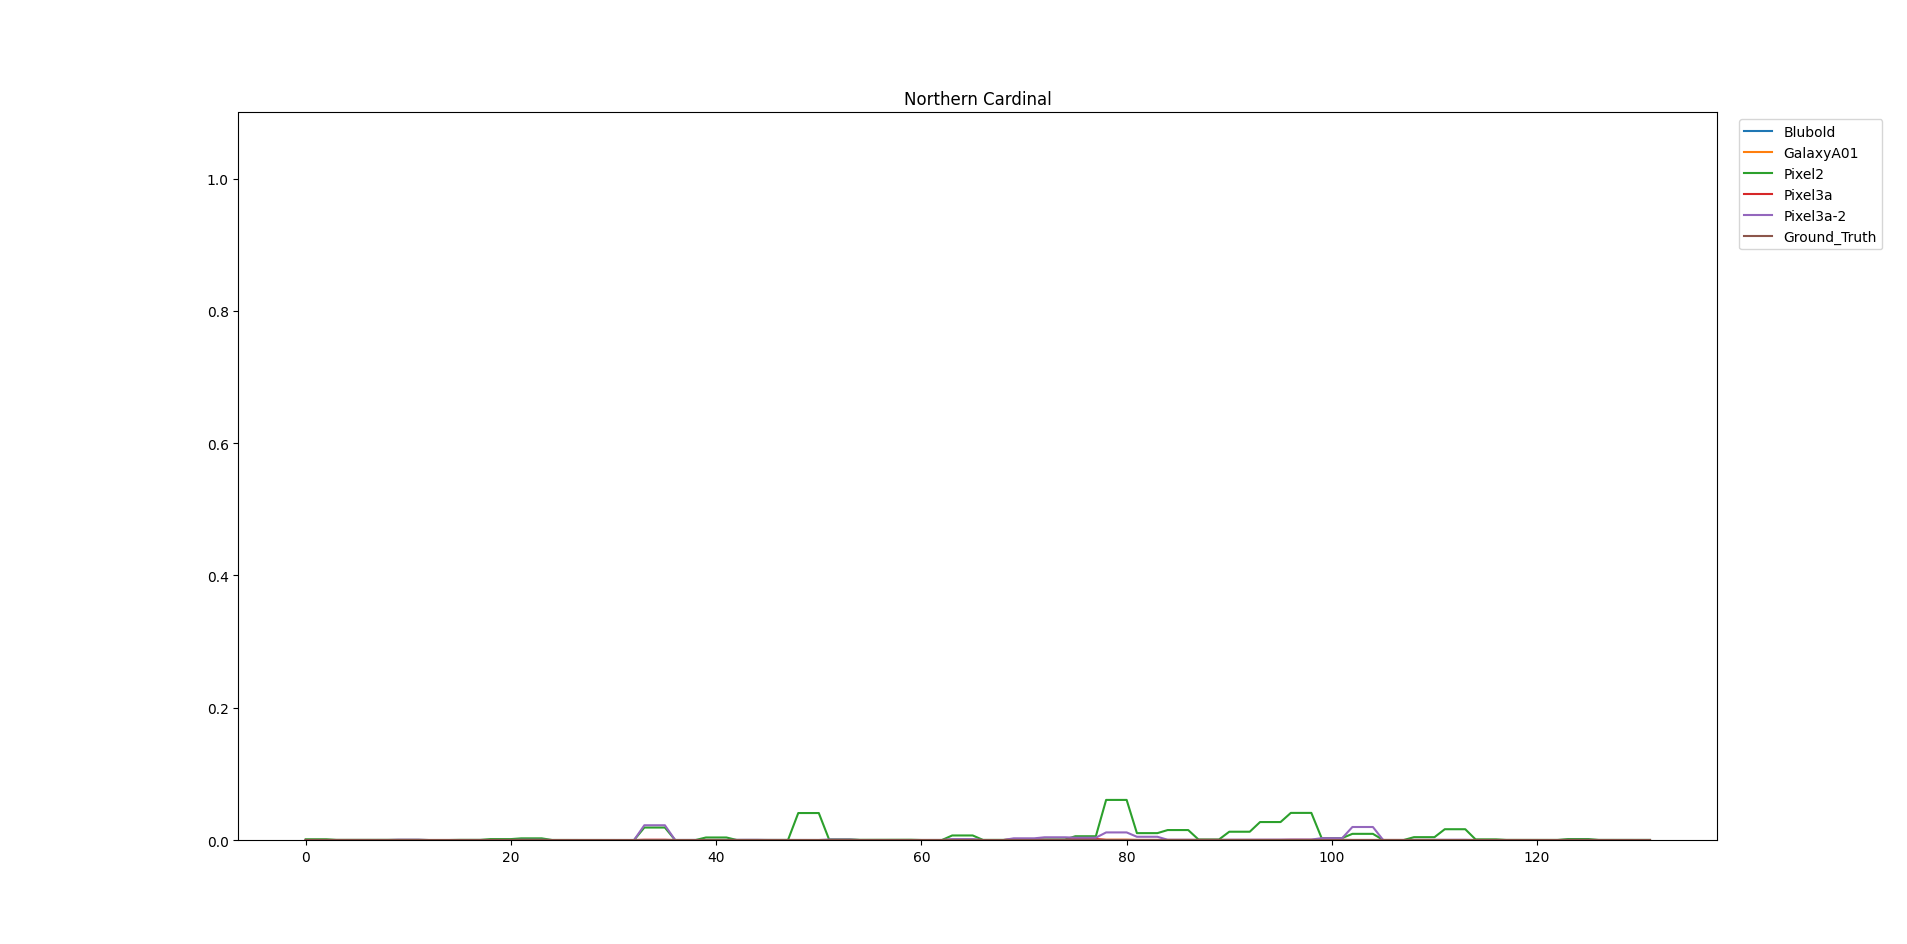 Northern Cardinal
Blubold
GalaxyA01
Pixel2
Pixel3a
Pixel3a-2
Ground_Truth
1.0
0.8
0.6
0.4
0.2
0.0
0 20 40 60 80 100 120